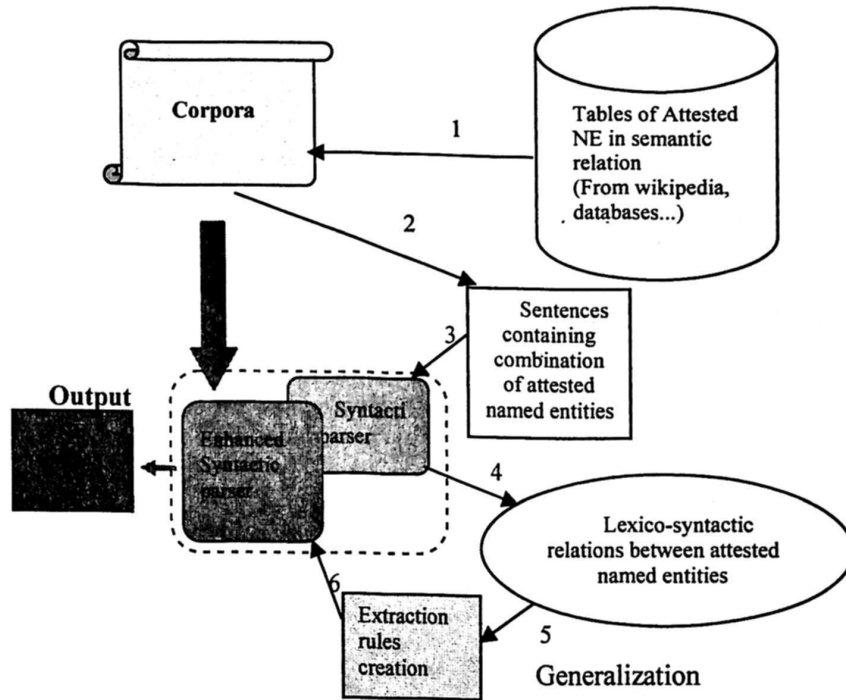 Corpora
1
Tables of Attested
NE in semantic
relation
(From wikipedia,
databases...)
2
Sentences
containing
combination
of attested
named entities
3
Output
Syntacti
parser
Enhanced
Syntactic
parser
4
Lexico-syntactic
relations between attested
named entities
5
6
Extraction
rules
creation
Generalization